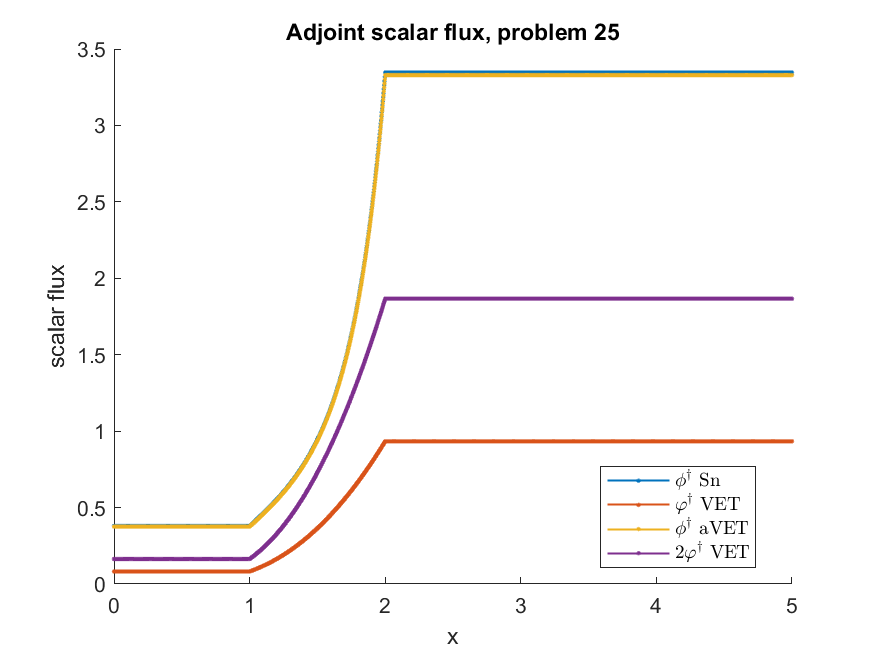 Adjoint scalar flux, problem 25
3.5
3
2.5
2
1.5
1
0.5
0
scalar flux
0 1 2 3 4 5
x
ϕ† Sn
φ† VET
ϕ† aVET
2φ† VET